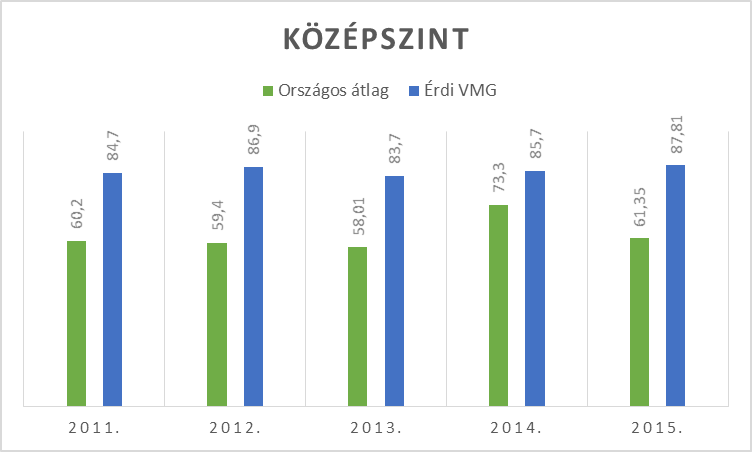 KÖZÉPSZINT
Országos átlag Érdi VMG
60,2 84,7 59,4 86,9 58,01 83,7 73,3 85,7 61,35 87,81
2011. 2012. 2013. 2014. 2015.